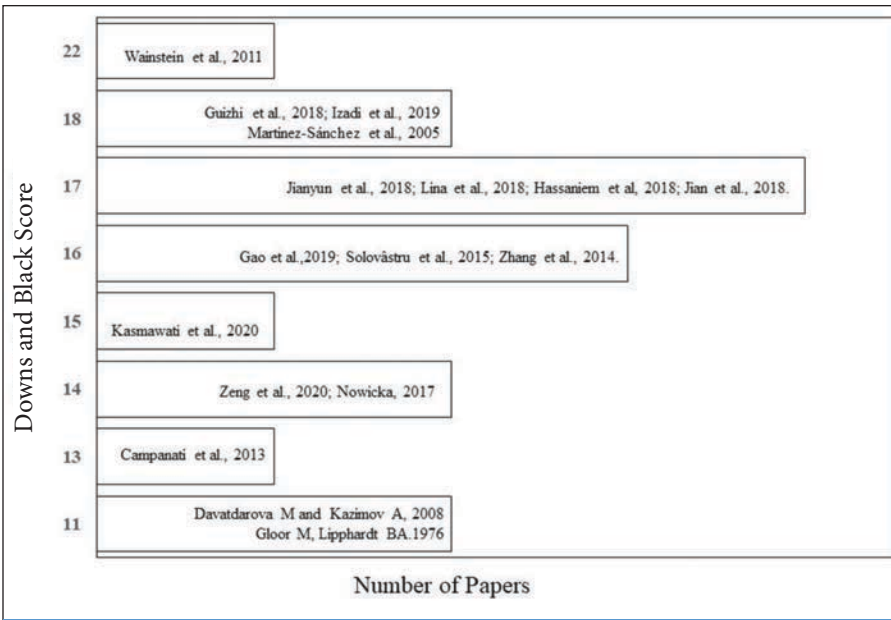 Downs and Black Score
22
Wainstein et al., 2011
18
Guizhi et al., 2018; Izadi et al., 2019
Martínez-Sánchez et al., 2005
17
Jianyun et al., 2018; Lina et al., 2018; Hassaniem et al, 2018; Jian et al., 2018.
16
Gao et al.,2019; Solovâstru et al., 2015; Zhang et al., 2014.
15
Kasmawati et al., 2020
14
Zeng et al., 2020; Nowicka, 2017
13
Campanati et al., 2013
11
Davatdarova M and Kazimov A, 2008
Gloor M, Lipphardt BA.1976
Number of Papers